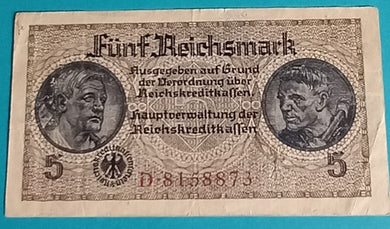 Fünf Reichsmark
Ausgegeben auf Grund
der Verordnung über
Reichskreditkassen
Hauptverwaltung der
Reichskreditkassen
5 5
D·8158873